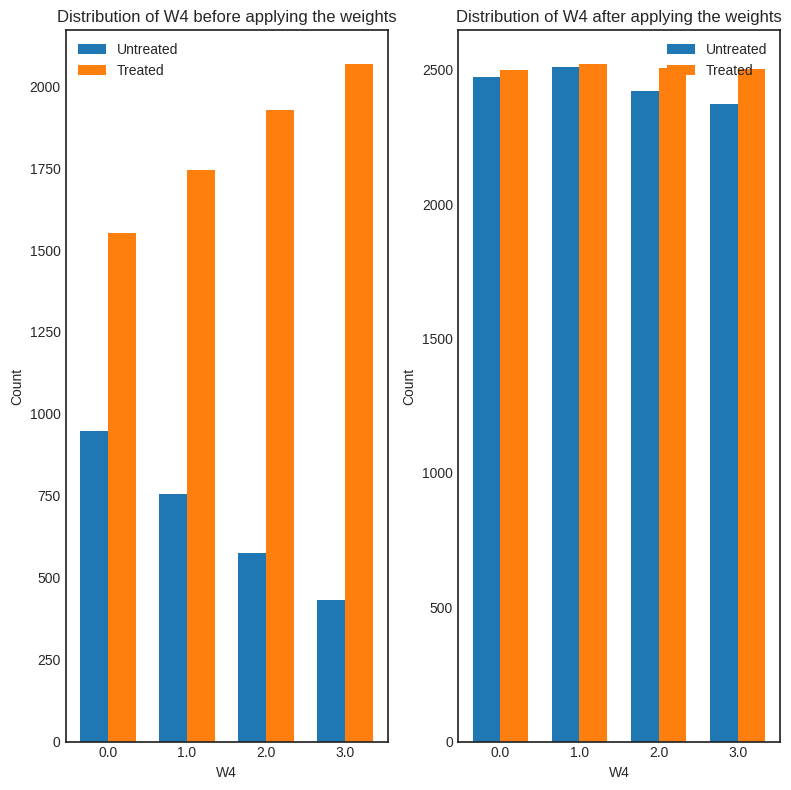 Distribution of W4 before applying the weights
Untreated
Treated
2000
1750
1500
1250
1000
750
500
250
0
Count
0.0 1.0 2.0 3.0
W4
Distribution of W4 after applying the weights
Untreated
Treated
2500
2000
1500
1000
500
0
Count
0.0 1.0 2.0 3.0
W4